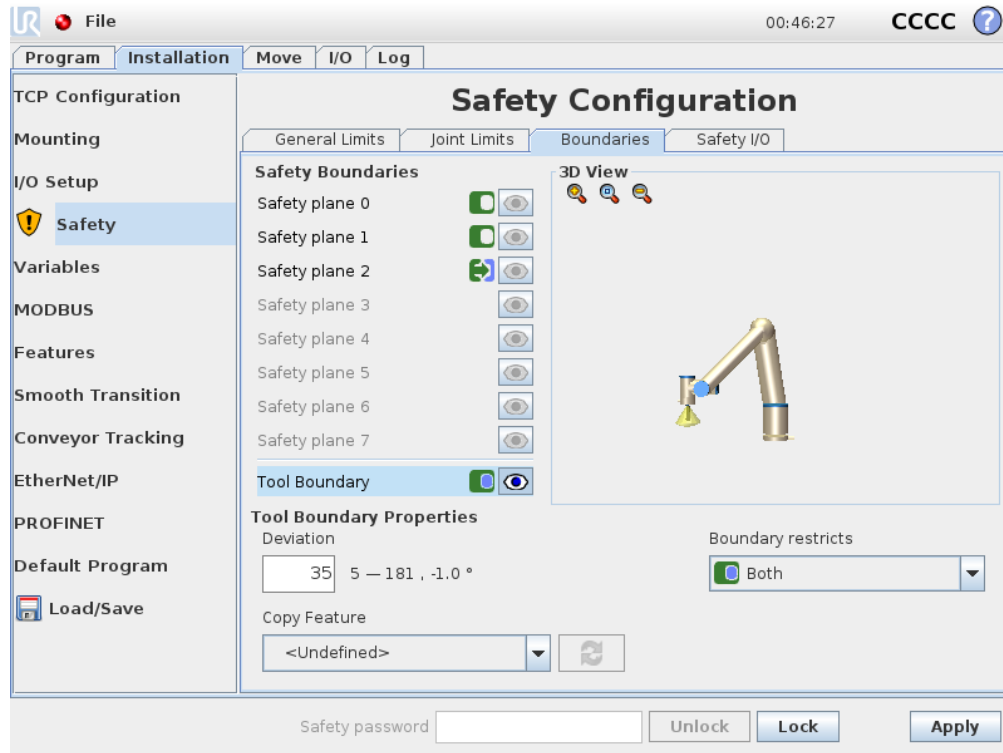 UR File 00:46:27 CCCC ?
Program Installation Move I/O Log
TCP Configuration
Mounting
I/O Setup
Safety
Variables
MODBUS
Features
Smooth Transition
Conveyor Tracking
EtherNet/IP
PROFINET
Default Program
Load/Save
Safety Configuration
General Limits Joint Limits Boundaries Safety I/O
Safety Boundaries
Safety plane 0
Safety plane 1
Safety plane 2
Safety plane 3
Safety plane 4
Safety plane 5
Safety plane 6
Safety plane 7
Tool Boundary
3D View
Tool Boundary Properties
Deviation
35 5 — 181 , -1.0 °
Boundary restricts
Both
Copy Feature
<Undefined>
Safety password Unlock Lock Apply